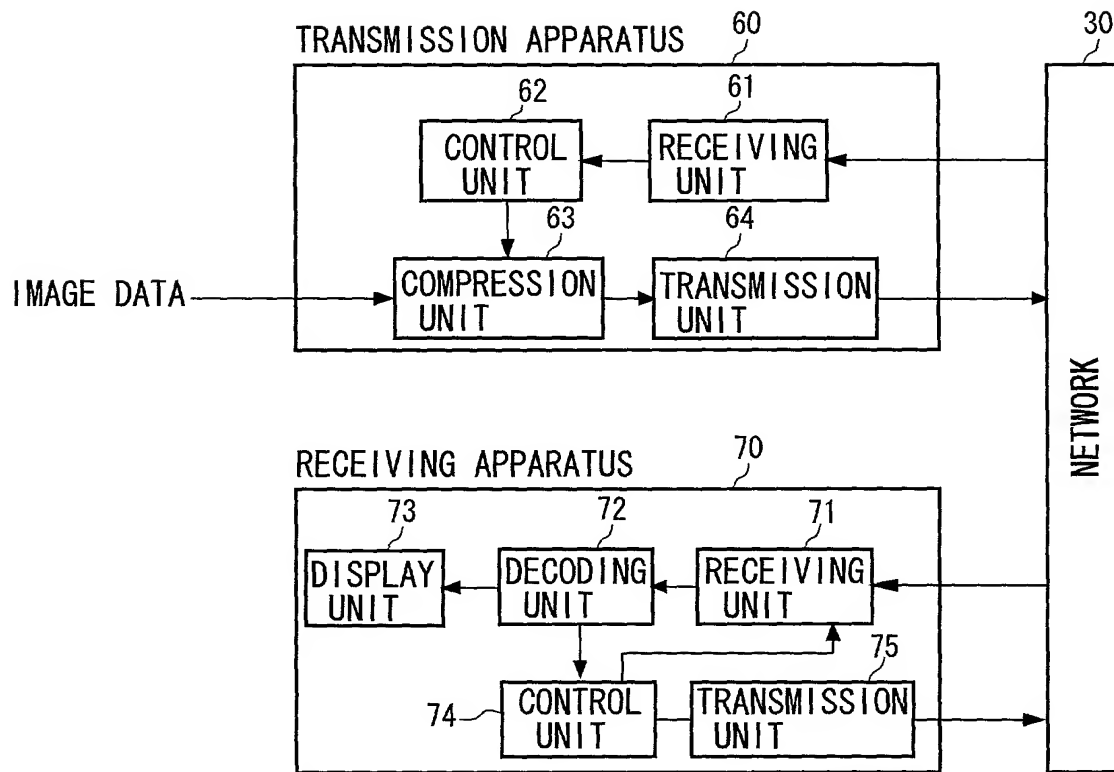 TRANSMISSION APPARATUS
60
30
62
61
CONTROL
UNIT
RECEIVING
UNIT
63
64
IMAGE DATA
COMPRESSION
UNIT
TRANSMISSION
UNIT
NETWORK
RECEIVING APPARATUS
70
73
72
71
DISPLAY
UNIT
DECODING
UNIT
RECEIVING
UNIT
75
74
CONTROL
UNIT
TRANSMISSION
UNIT